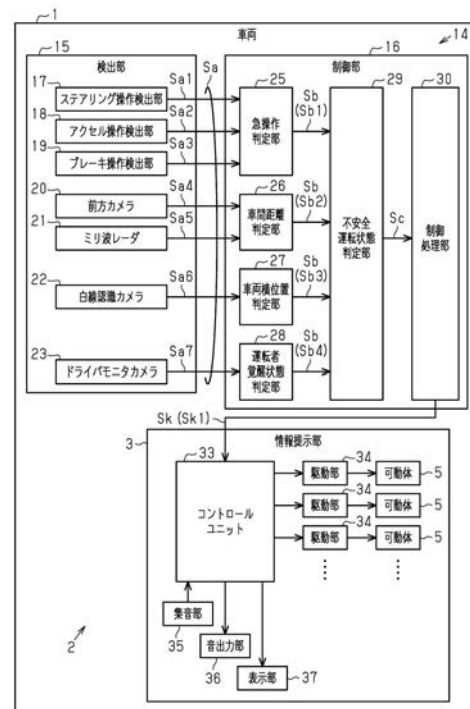 1
車両
14
15
検出部
Sa
16
制御部
17
ステアリング操作検出部
Sa1
18
アクセル操作検出部
Sa2
19
ブレーキ操作検出部
Sa3
20
前方カメラ
Sa4
21
ミリ波レーダ
Sa5
22
白線認識カメラ
Sa6
23
ドライバモニタカメラ
Sa7
25
急操作
判定部
Sb
(Sb1)
26
車間距離
判定部
Sb
(Sb2)
27
車両横位置
判定部
Sb
(Sb3)
28
運転者
覚醒状態
判定部
Sb
(Sb4)
29
不安全
運転状態
判定部
Sc
30
制御
処理部
Sk(Sk1)
3
情報提示部
33
コントロール
ユニット
34
駆動部
可動体
5
34
駆動部
可動体
5
34
駆動部
可動体
5
集音部
35
音出力部
36
表示部
37
2